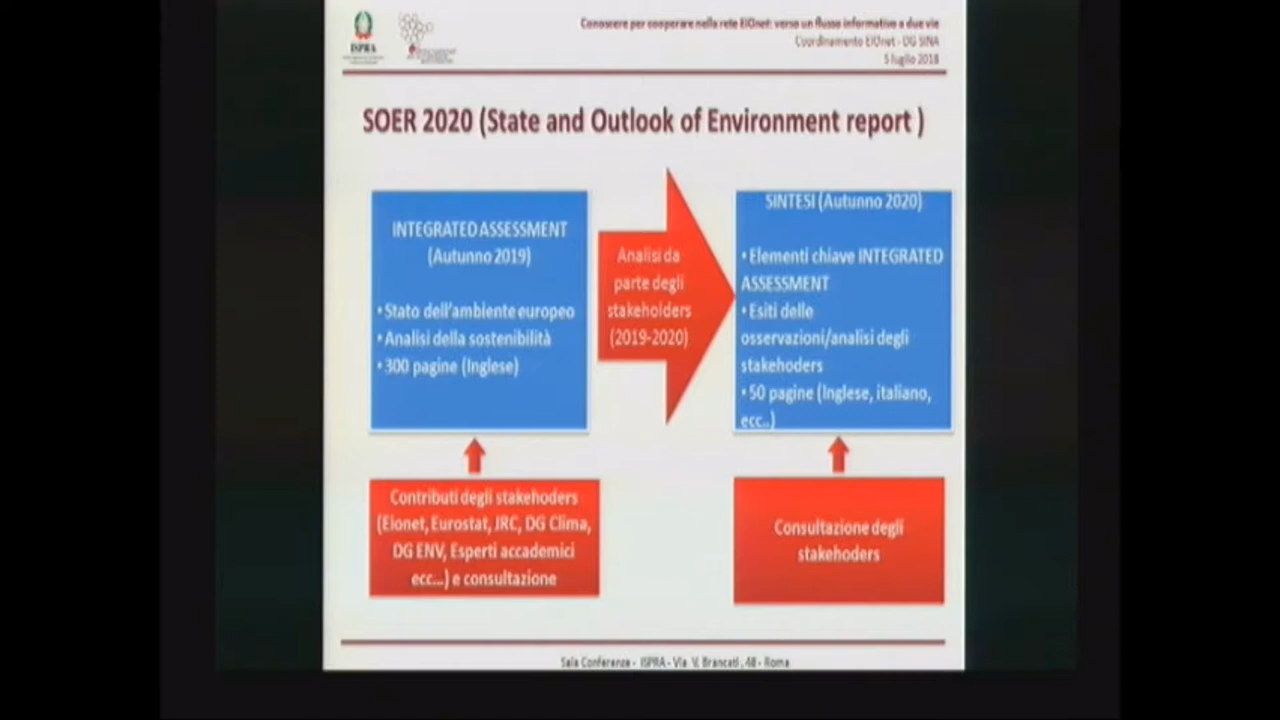 ISPRA
Conoscere per cooperare nella rete EIOnet: verso un flusso informativo a due vie
Coordinamento EIOnet - DG SINA
5 luglio 2018
SOER 2020 (State and Outlook of Environment report )
INTEGRATED ASSESSMENT
(Autunno 2019)
• Stato dell'ambiente europeo
• Analisi della sostenibilità
• 300 pagine (Inglese)
Analisi da
parte degli
stakeholders
(2019-2020)
SINTESI (Autunno 2020)
• Elementi chiave INTEGRATED
ASSESSMENT
• Esiti delle
osservazioni/analisi degli
stakehoders
• 50 pagine (Inglese, italiano,
ecc..)
Contributi degli stakehoders
(Eionet, Eurostat, JRC, DG Clima,
DG ENV, Esperti accademici
ecc...) e consultazione
Consultazione degli
stakehoders
Sala Conferenze - ISPRA - Via V. Brancati , 48 - Roma